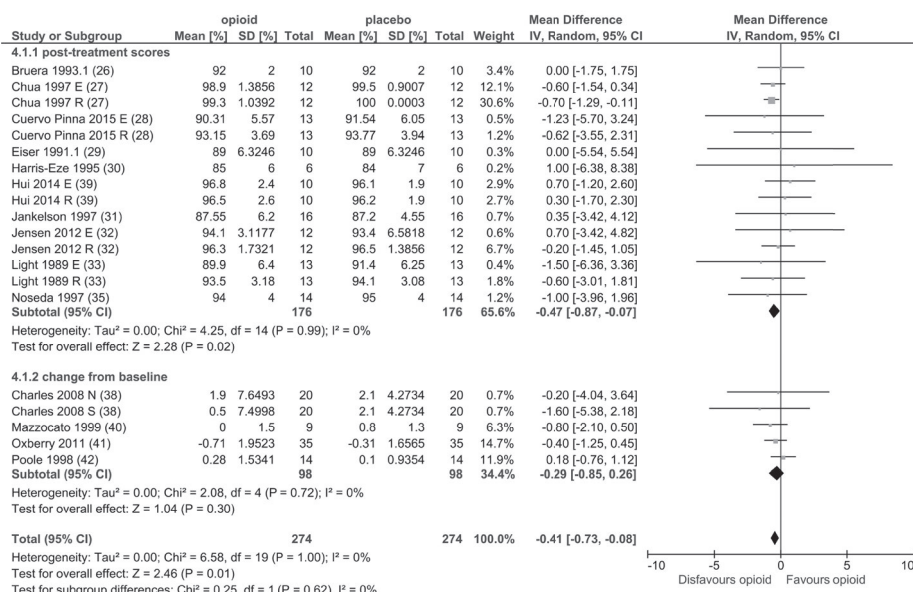 opioid placebo Mean Difference Mean Difference
Study or Subgroup Mean [%] SD [%] Total Mean [%] SD [%] Total Weight IV, Random, 95% CI IV, Random, 95% CI
4.1.1 post-treatment scores
Bruera 1993.1 (26) 92 2 10 92 2 10 3.4% 0.00 [-1.75, 1.75]
Chua 1997 E (27) 98.9 1.3856 12 99.5 0.9007 12 12.1% -0.60 [-1.54, 0.34]
Chua 1997 R (27) 99.3 1.0392 12 100 0.0003 12 30.6% -0.70 [-1.29, -0.11]
Cuervo Pinna 2015 E (28) 90.31 5.57 13 91.54 6.05 13 0.5% -1.23 [-5.70, 3.24]
Cuervo Pinna 2015 R (28) 93.15 3.69 13 93.77 3.94 13 1.2% -0.62 [-3.55, 2.31]
Eiser 1991.1 (29) 89 6.3246 10 89 6.3246 10 0.3% 0.00 [-5.54, 5.54]
Harris-Eze 1995 (30) 85 6 6 84 7 6 0.2% 1.00 [-6.38, 8.38]
Hui 2014 E (39) 96.8 2.4 10 96.1 1.9 10 2.9% 0.70 [-1.20, 2.60]
Hui 2014 R (39) 96.5 2.6 10 96.2 1.9 10 2.6% 0.30 [-1.70, 2.30]
Jankelson 1997 (31) 87.55 6.2 16 87.2 4.55 16 0.7% 0.35 [-3.42, 4.12]
Jensen 2012 E (32) 94.1 3.1177 12 93.4 6.5818 12 0.6% 0.70 [-3.42, 4.82]
Jensen 2012 R (32) 96.3 1.7321 12 96.5 1.3856 12 6.8% -0.20 [-1.45, 1.05]
Light 1989 E (33) 89.9 6.4 13 91.4 6.25 13 0.4% -1.50 [-6.36, 3.36]
Light 1989 R (33) 93.5 3.18 13 94.1 3.08 13 1.8% -0.60 [-3.01, 1.81]
Noseda 1997 (35) 94 4 14 95 4 14 1.2% -1.00 [-3.96, 1.96]
Subtotal (95% CI) 176 176 65.6% -0.47 [-0.87, -0.07]
Heterogeneity: Tau² = 0.00; Chi² = 4.25, df = 14 (P = 0.99); I² = 0%
Test for overall effect: Z = 2.28 (P = 0.02)
4.1.2 change from baseline
Charles 2008 N (38) 1.9 7.6493 20 2.1 4.2734 20 0.7% -0.20 [-4.04, 3.64]
Charles 2008 S (38) 0.5 7.4998 20 2.1 4.2734 20 0.7% -1.60 [-5.38, 2.18]
Mazzocato 1999 (40) 0 1.5 9 0.8 1.3 9 6.3% -0.80 [-2.10, 0.50]
Oxberry 2011 (41) -0.71 1.9523 35 -0.31 1.6565 35 14.7% -0.40 [-1.25, 0.45]
Poole 1998 (42) 0.28 1.5341 14 0.1 0.9354 14 11.9% 0.18 [-0.76, 1.12]
Subtotal (95% CI) 98 98 34.4% -0.29 [-0.85, 0.26]
Heterogeneity: Tau² = 0.00; Chi² = 2.08, df = 4 (P = 0.72); I² = 0%
Test for overall effect: Z = 1.04 (P = 0.30)
Total (95% CI) 274 274 100.0% -0.41 [-0.73, -0.08]
Heterogeneity: Tau² = 0.00; Chi² = 6.58, df = 19 (P = 1.00); I² = 0%
Test for overall effect: Z = 2.46 (P = 0.01)
Test for subgroup differences: Chi² = 0.25, df = 1 (P = 0.62), I² = 0%
-10 -5 0 5 10
Disfavours opioid Favours opioid